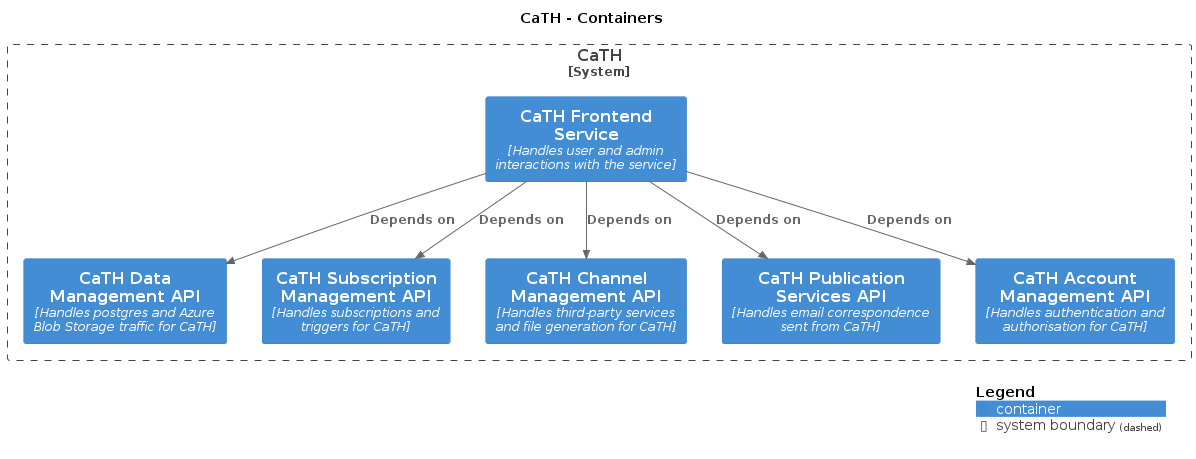 CaTH - Containers
CaTH
[System]
CaTH Frontend
Service
[Handles user and admin
interactions with the service]
Depends on
Depends on
Depends on
Depends on
Depends on
CaTH Data
Management API
[Handles postgres and Azure
Blob Storage traffic for CaTH]
CaTH Subscription
Management API
[Handles subscriptions and
triggers for CaTH]
CaTH Channel
Management API
[Handles third-party services
and file generation for CaTH]
CaTH Publication
Services API
[Handles email correspondence
sent from CaTH]
CaTH Account
Management API
[Handles authentication and
authorisation for CaTH]
Legend
container
system boundary (dashed)